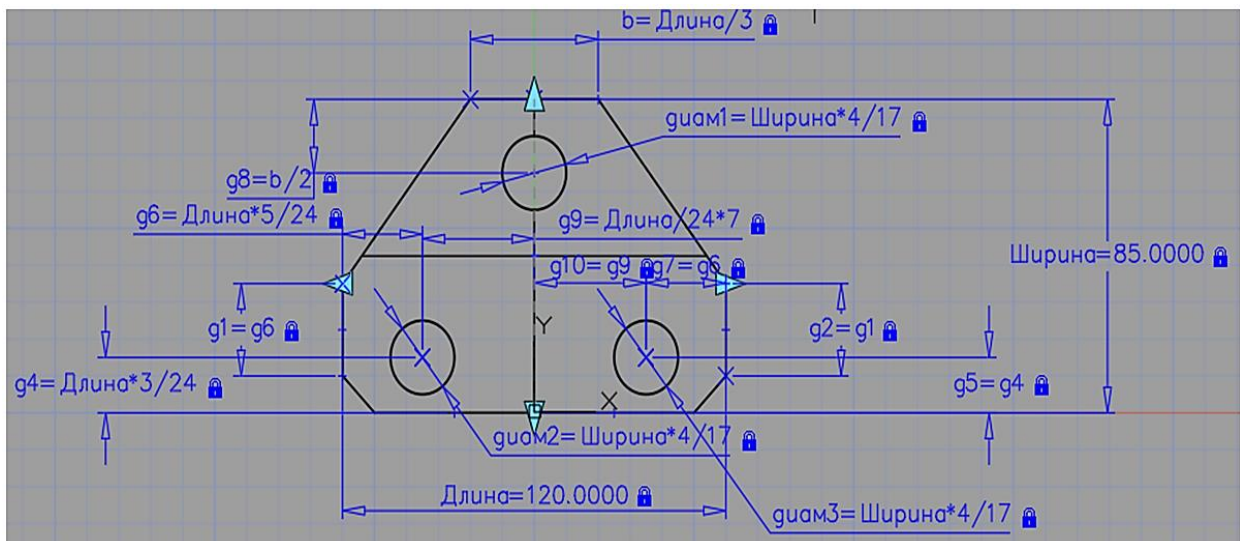 b=Длина/3
диам1=Ширина*4/17
g8=b/2
g6=Длина*5/24
g9=Длина/24*7
Ширина=85.0000
g10=g9
g7=g6
g1=g6
Y
g2=g1
g4=Длина*3/24
X
g5=g4
диам2=Ширина*4/17
Длина=120.0000
диам3=Ширина*4/17